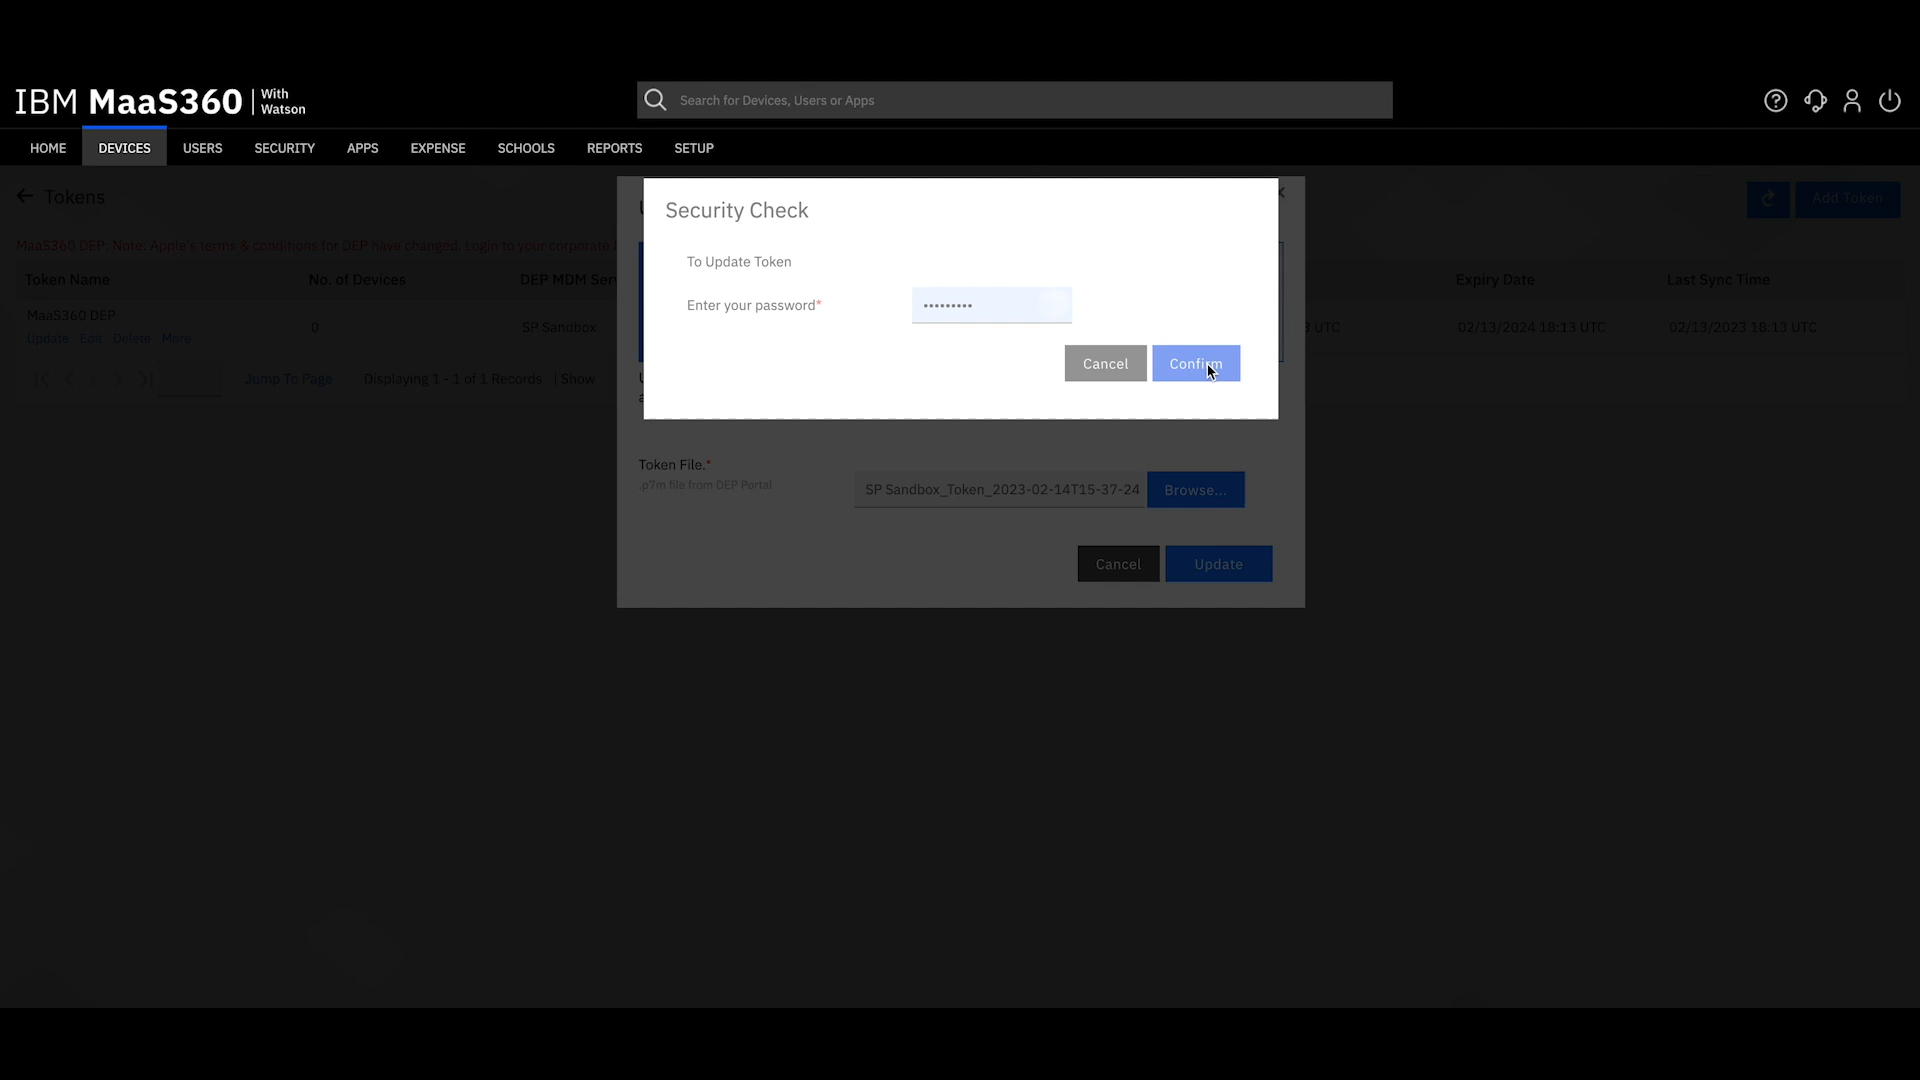 IBM MaaS360 | With Watson
Search for Devices, Users or Apps
HOME DEVICES USERS SECURITY APPS EXPENSE SCHOOLS REPORTS SETUP
Tokens
Add Token
MaaS360 DEP: Note: Apple's terms & conditions for DEP have changed. Login to your corporate
Token Name No. of Devices DEP MDM Ser Expiry Date Last Sync Time
MaaS360 DEP
0 SP Sandbox UTC 02/13/2024 18:13 UTC 02/13/2023 18:13 UTC
Update Edit Delete More
Jump To Page Displaying 1 - 1 of 1 Records | Show
Security Check
To Update Token
Enter your password*
•••••••••
Cancel Confirm
Token File.*
.p7m file from DEP Portal
SP Sandbox_Token_2023-02-14T15-37-24
Browse...
Cancel Update